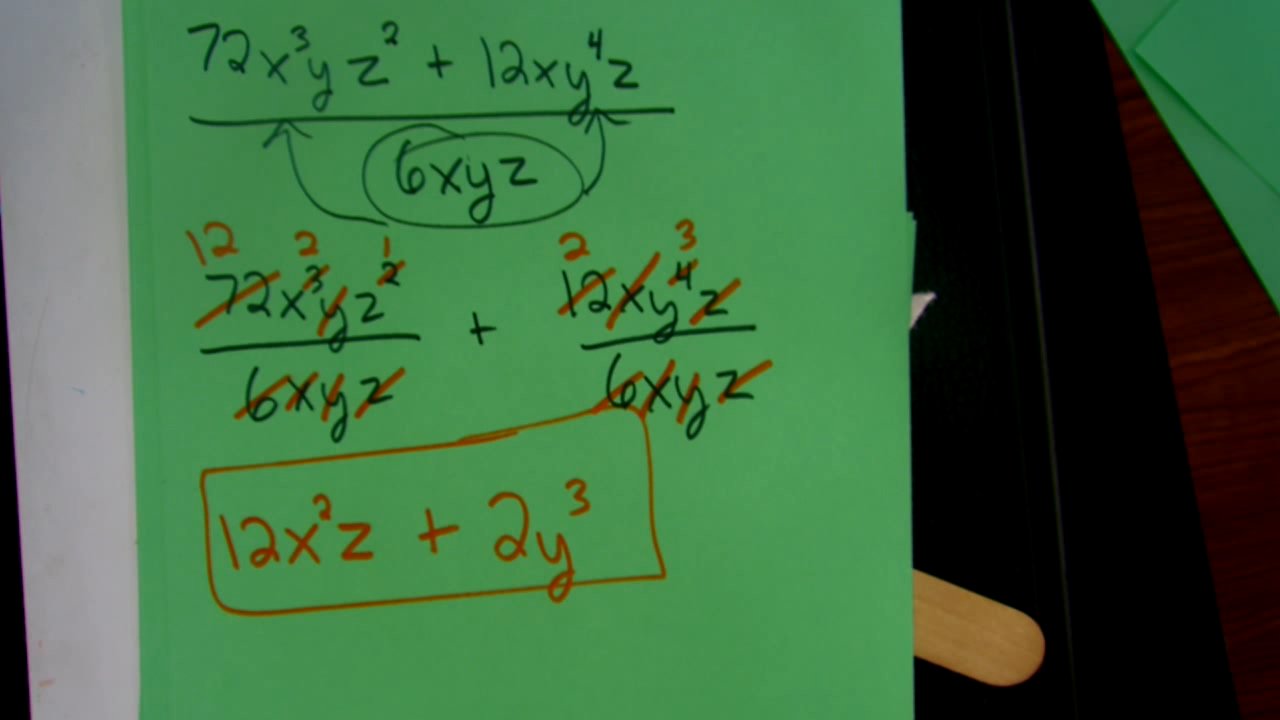 72x³yz² + 12xy⁴z
6xyz
12 2 1 2 3
72x³yz² + 12xy⁴z
6xyz 6xyz
12x²z + 2y³